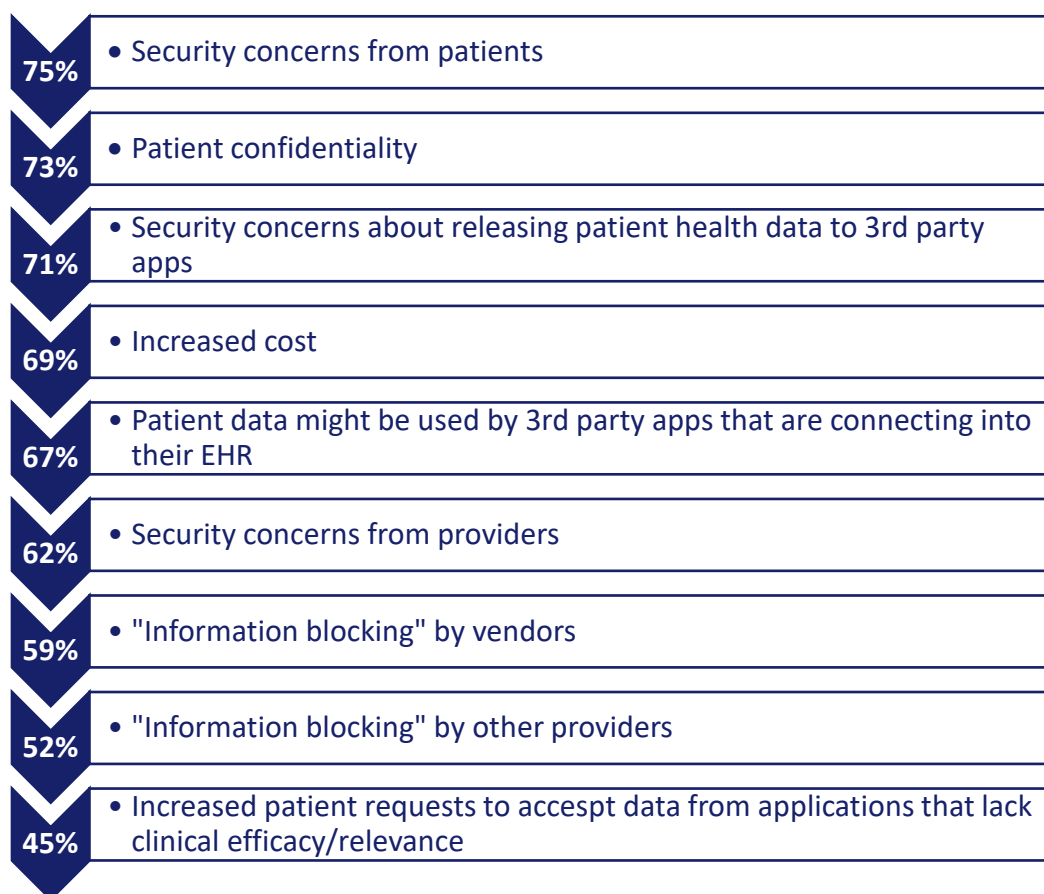 75%
• Security concerns from patients
73%
• Patient confidentiality
71%
• Security concerns about releasing patient health data to 3rd party
apps
69%
• Increased cost
67%
• Patient data might be used by 3rd party apps that are connecting into
their EHR
62%
• Security concerns from providers
59%
• "Information blocking" by vendors
52%
• "Information blocking" by other providers
45%
• Increased patient requests to accespt data from applications that lack
clinical efficacy/relevance